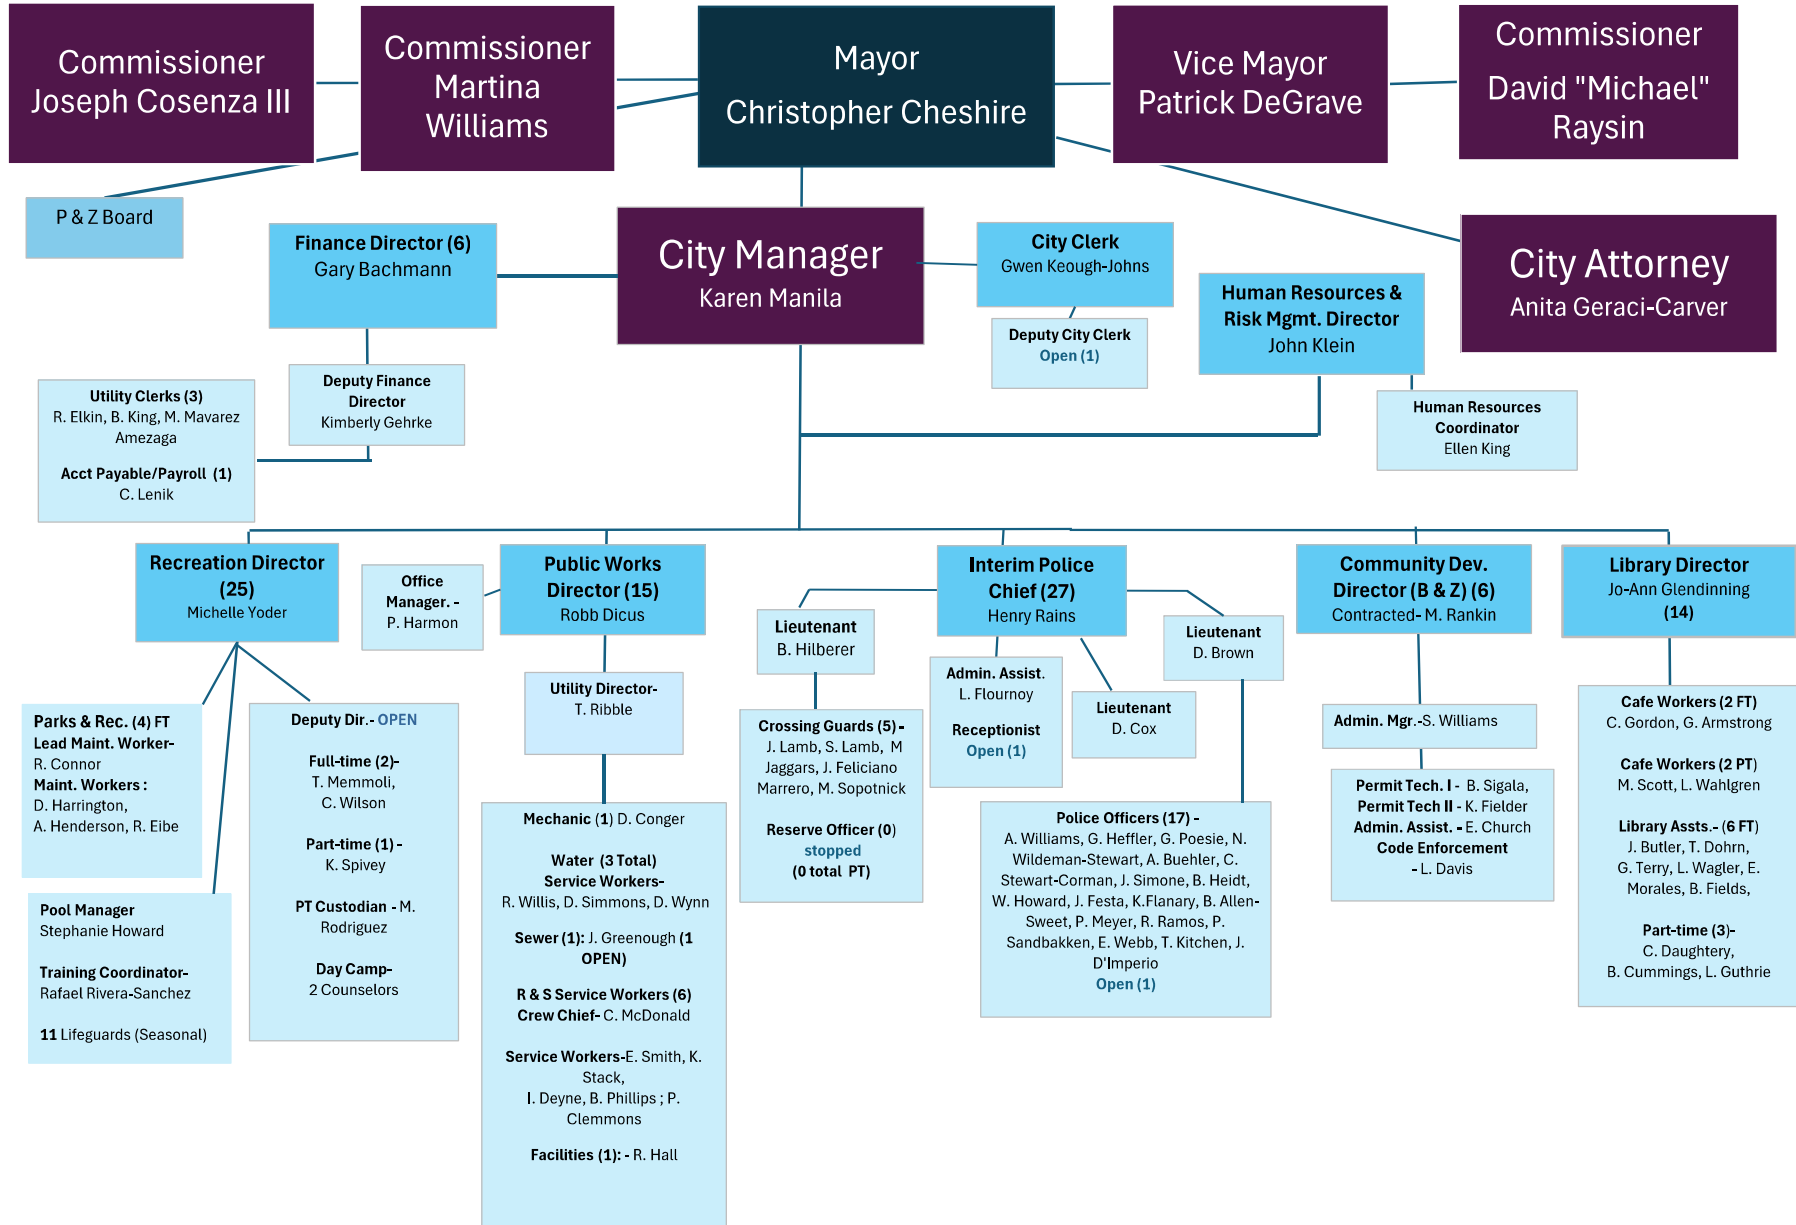 Commissioner
Joseph Cosenza III
Commissioner
Martina
Williams
Mayor
Christopher Cheshire
Vice Mayor
Patrick DeGrave
Commissioner
David "Michael"
Raysin
P & Z Board
Finance Director (6)
Gary Bachmann
City Manager
Karen Manila
City Clerk
Gwen Keough-Johns
Deputy City Clerk
Open (1)
Human Resources &
Risk Mgmt. Director
John Klein
City Attorney
Anita Geraci-Carver
Utility Clerks (3)
R. Elkin, B. King, M. Mavarez
Amezaga
Acct Payable/Payroll (1)
C. Lenik
Deputy Finance
Director
Kimberly Gehrke
Human Resources
Coordinator
Ellen King
Recreation Director
(25)
Michelle Yoder
Parks & Rec. (4) FT
Lead Maint. Worker-
R. Connor
Maint. Workers :
D. Harrington,
A. Henderson, R. Eibe
Pool Manager
Stephanie Howard
Training Coordinator-
Rafael Rivera-Sanchez
11 Lifeguards (Seasonal)
Deputy Dir.- OPEN
Full-time (2)-
T. Memmoli,
C. Wilson
Part-time (1) -
K. Spivey
PT Custodian - M.
Rodriguez
Day Camp-
2 Counselors
Office
Manager. -
P. Harmon
Public Works
Director (15)
Robb Dicus
Utility Director-
T. Ribble
Mechanic (1) D. Conger
Water (3 Total)
Service Workers-
R. Willis, D. Simmons, D. Wynn
Sewer (1): J. Greenough (1
OPEN)
R & S Service Workers (6)
Crew Chief- C. McDonald
Service Workers-E. Smith, K.
Stack,
I. Deyne, B. Phillips ; P.
Clemmons
Facilities (1): - R. Hall
Interim Police
Chief (27)
Henry Rains
Lieutenant
B. Hilberer
Crossing Guards (5) -
J. Lamb, S. Lamb, M
Jaggars, J. Feliciano
Marrero, M. Sopotnick
Reserve Officer (0)
stopped
(0 total PT)
Admin. Assist.
L. Flournoy
Receptionist
Open (1)
Lieutenant
D. Cox
Lieutenant
D. Brown
Police Officers (17) -
A. Williams, G. Heffler, G. Poesie, N.
Wildeman-Stewart, A. Buehler, C.
Stewart-Corman, J. Simone, B. Heidt,
W. Howard, J. Festa, K.Flanary, B. Allen-
Sweet, P. Meyer, R. Ramos, P.
Sandbakken, E. Webb, T. Kitchen, J.
D'Imperio
Open (1)
Community Dev.
Director (B & Z) (6)
Contracted- M. Rankin
Admin. Mgr.-S. Williams
Permit Tech. I - B. Sigala,
Permit Tech II - K. Fielder
Admin. Assist. - E. Church
Code Enforcement
- L. Davis
Library Director
Jo-Ann Glendinning
(14)
Cafe Workers (2 FT)
C. Gordon, G. Armstrong
Cafe Workers (2 PT)
M. Scott, L. Wahlgren
Library Assts.- (6 FT)
J. Butler, T. Dohrn,
G. Terry, L. Wagler, E.
Morales, B. Fields,
Part-time (3)-
C. Daughtery,
B. Cummings, L. Guthrie